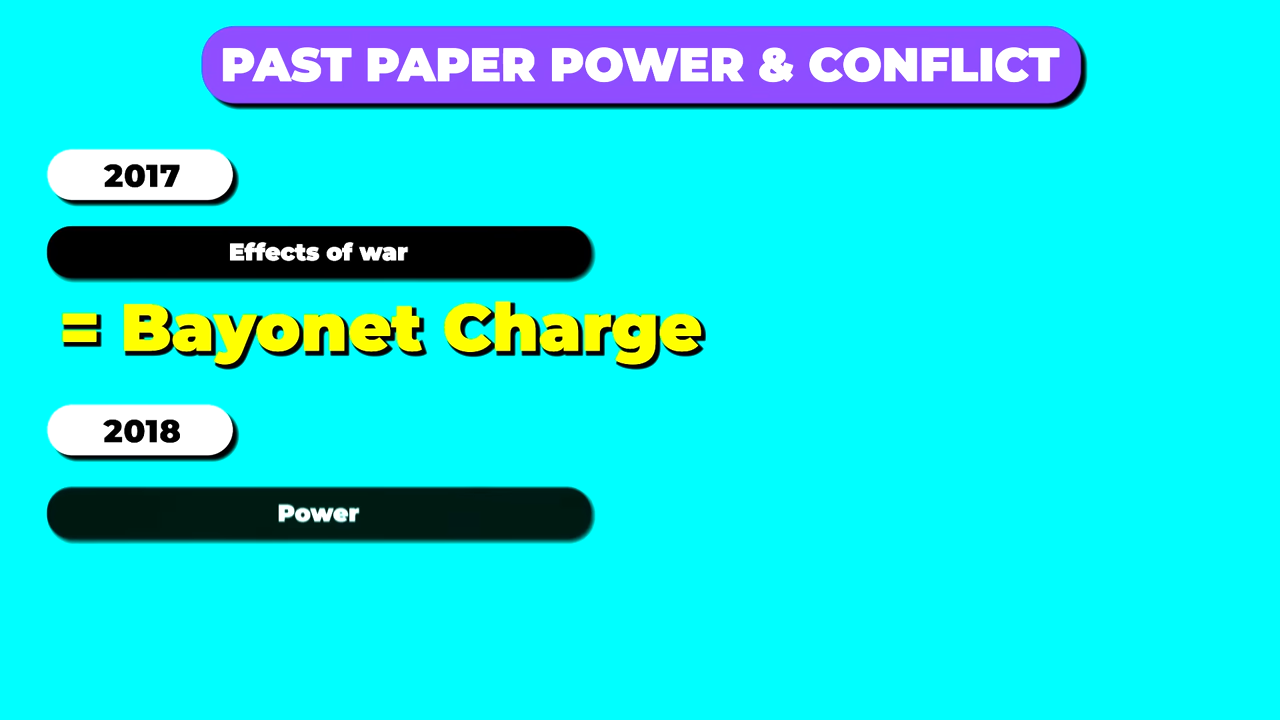 PAST PAPER POWER & CONFLICT
2017
Effects of war
= Bayonet Charge
2018
Power